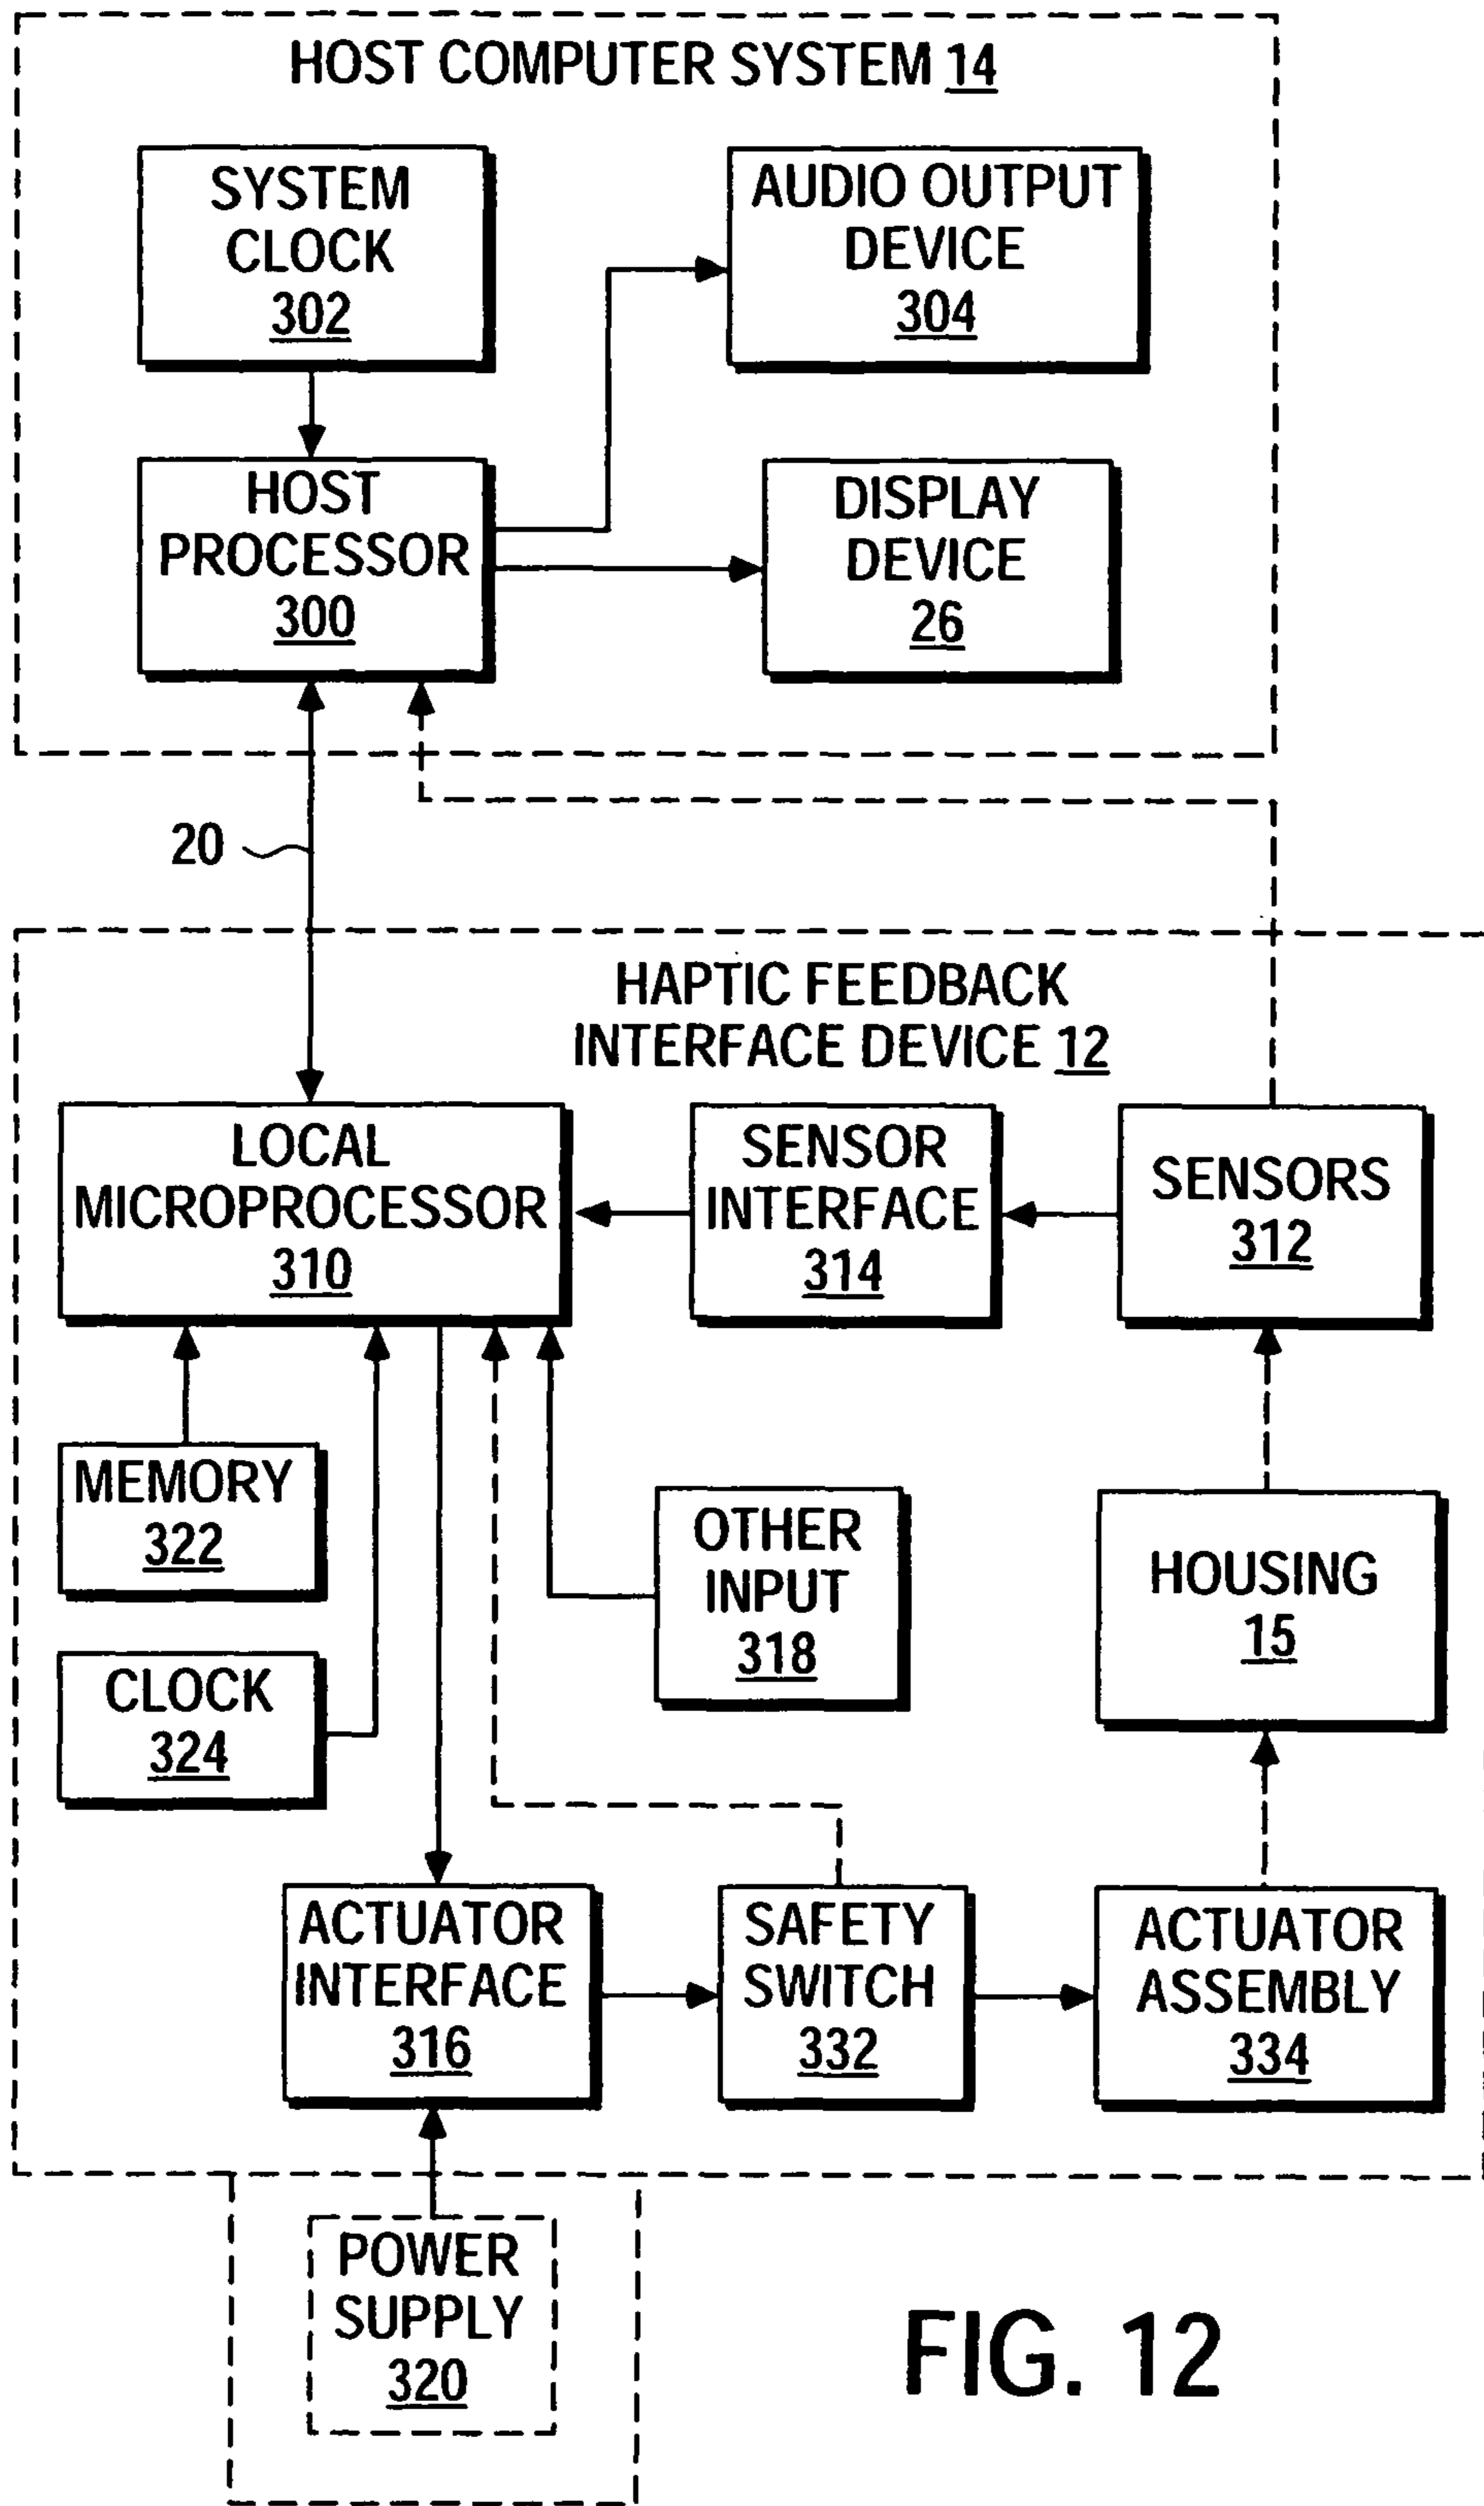 HOST COMPUTER SYSTEM 14
SYSTEM
CLOCK
302
AUDIO OUTPUT
DEVICE
304
HOST
PROCESSOR
300
DISPLAY
DEVICE
26
20
HAPTIC FEEDBACK
INTERFACE DEVICE 12
LOCAL
MICROPROCESSOR
310
SENSOR
INTERFACE
314
SENSORS
312
MEMORY
322
OTHER
INPUT
318
HOUSING
15
CLOCK
324
ACTUATOR
INTERFACE
316
SAFETY
SWITCH
332
ACTUATOR
ASSEMBLY
334
POWER
SUPPLY
320
FIG. 12